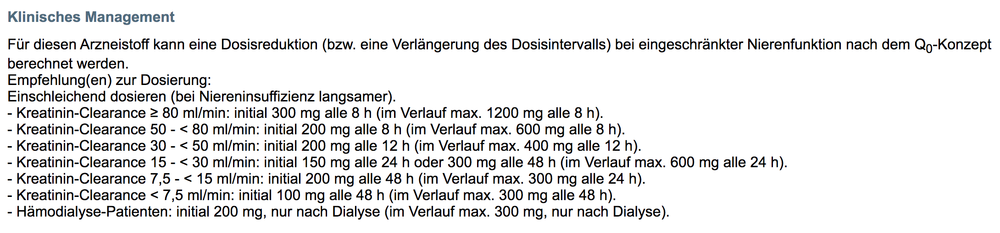 Klinisches Management
Für diesen Arzneistoff kann eine Dosisreduktion (bzw. eine Verlängerung des Dosisintervalls) bei eingeschränkter Nierenfunktion nach dem Q0-Konzept
berechnet werden.
Empfehlung(en) zur Dosierung:
Einschleichend dosieren (bei Niereninsuffizienz langsamer).
- Kreatinin-Clearance ≥ 80 ml/min: initial 300 mg alle 8 h (im Verlauf max. 1200 mg alle 8 h).
- Kreatinin-Clearance 50 - < 80 ml/min: initial 200 mg alle 8 h (im Verlauf max. 600 mg alle 8 h).
- Kreatinin-Clearance 30 - < 50 ml/min: initial 200 mg alle 12 h (im Verlauf max. 400 mg alle 12 h).
- Kreatinin-Clearance 15 - < 30 ml/min: initial 150 mg alle 24 h oder 300 mg alle 48 h (im Verlauf max. 600 mg alle 24 h).
- Kreatinin-Clearance 7,5 - < 15 ml/min: initial 200 mg alle 48 h (im Verlauf max. 300 mg alle 24 h).
- Kreatinin-Clearance < 7,5 ml/min: initial 100 mg alle 48 h (im Verlauf max. 300 mg alle 48 h).
- Hämodialyse-Patienten: initial 200 mg, nur nach Dialyse (im Verlauf max. 300 mg, nur nach Dialyse).